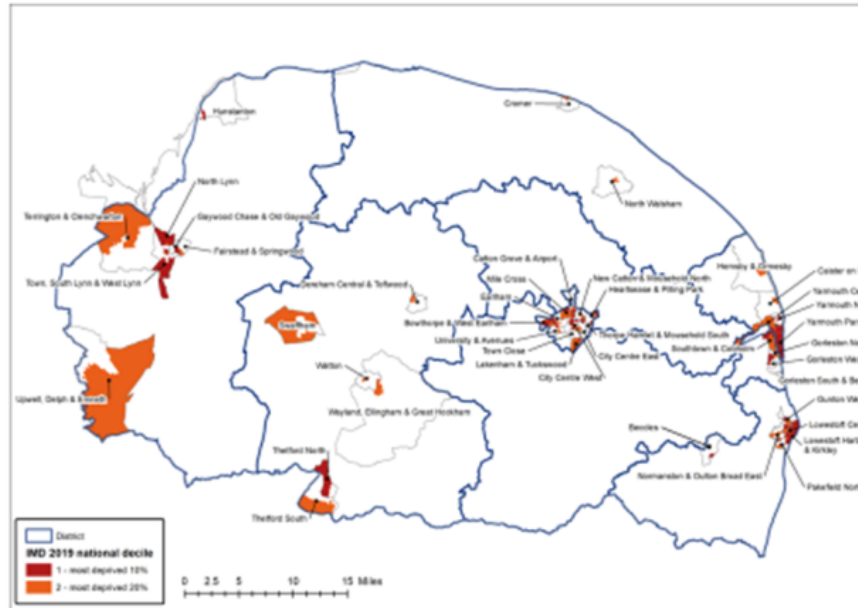 Hunstanton
Cromer
North Walsham
North Lynn
Terrington & Clenchwarton
Gaywood Chase & Old Gaywood
Fairstead & Springwood
Town, South Lynn & West Lynn
Catton Grove & Airport
Mile Cross
New Catton & Mousehold North
Earlham
Heartsease & Pilling Park
Bowthorpe & West Earlham
University & Avenues
Thorpe Hamlet & Mousehold South
Town Close
City Centre East
Lakenham & Tuckswood
City Centre West
Hemsby & Ormesby
Caister on
Yarmouth Ce
Yarmouth N
Yarmouth Par
Southtown & Cobholm
Gorleston No
Gorleston We
Gorleston South & Be
Dereham Central & Toftwood
Swaffham
Watton
Wayland, Ellingham & Great Hockham
Upwell, Delph & Emneth
Thetford North
Thetford South
Gunton We
Beccles
Lowestoft Ce
Lowestoft Harb
& Kirkley
Normanston & Oulton Broad East
Pakefield Nort
District
IMD 2019 national decile
1 - most deprived 10%
2 - most deprived 20%
0 2.5 5 10 15 Miles